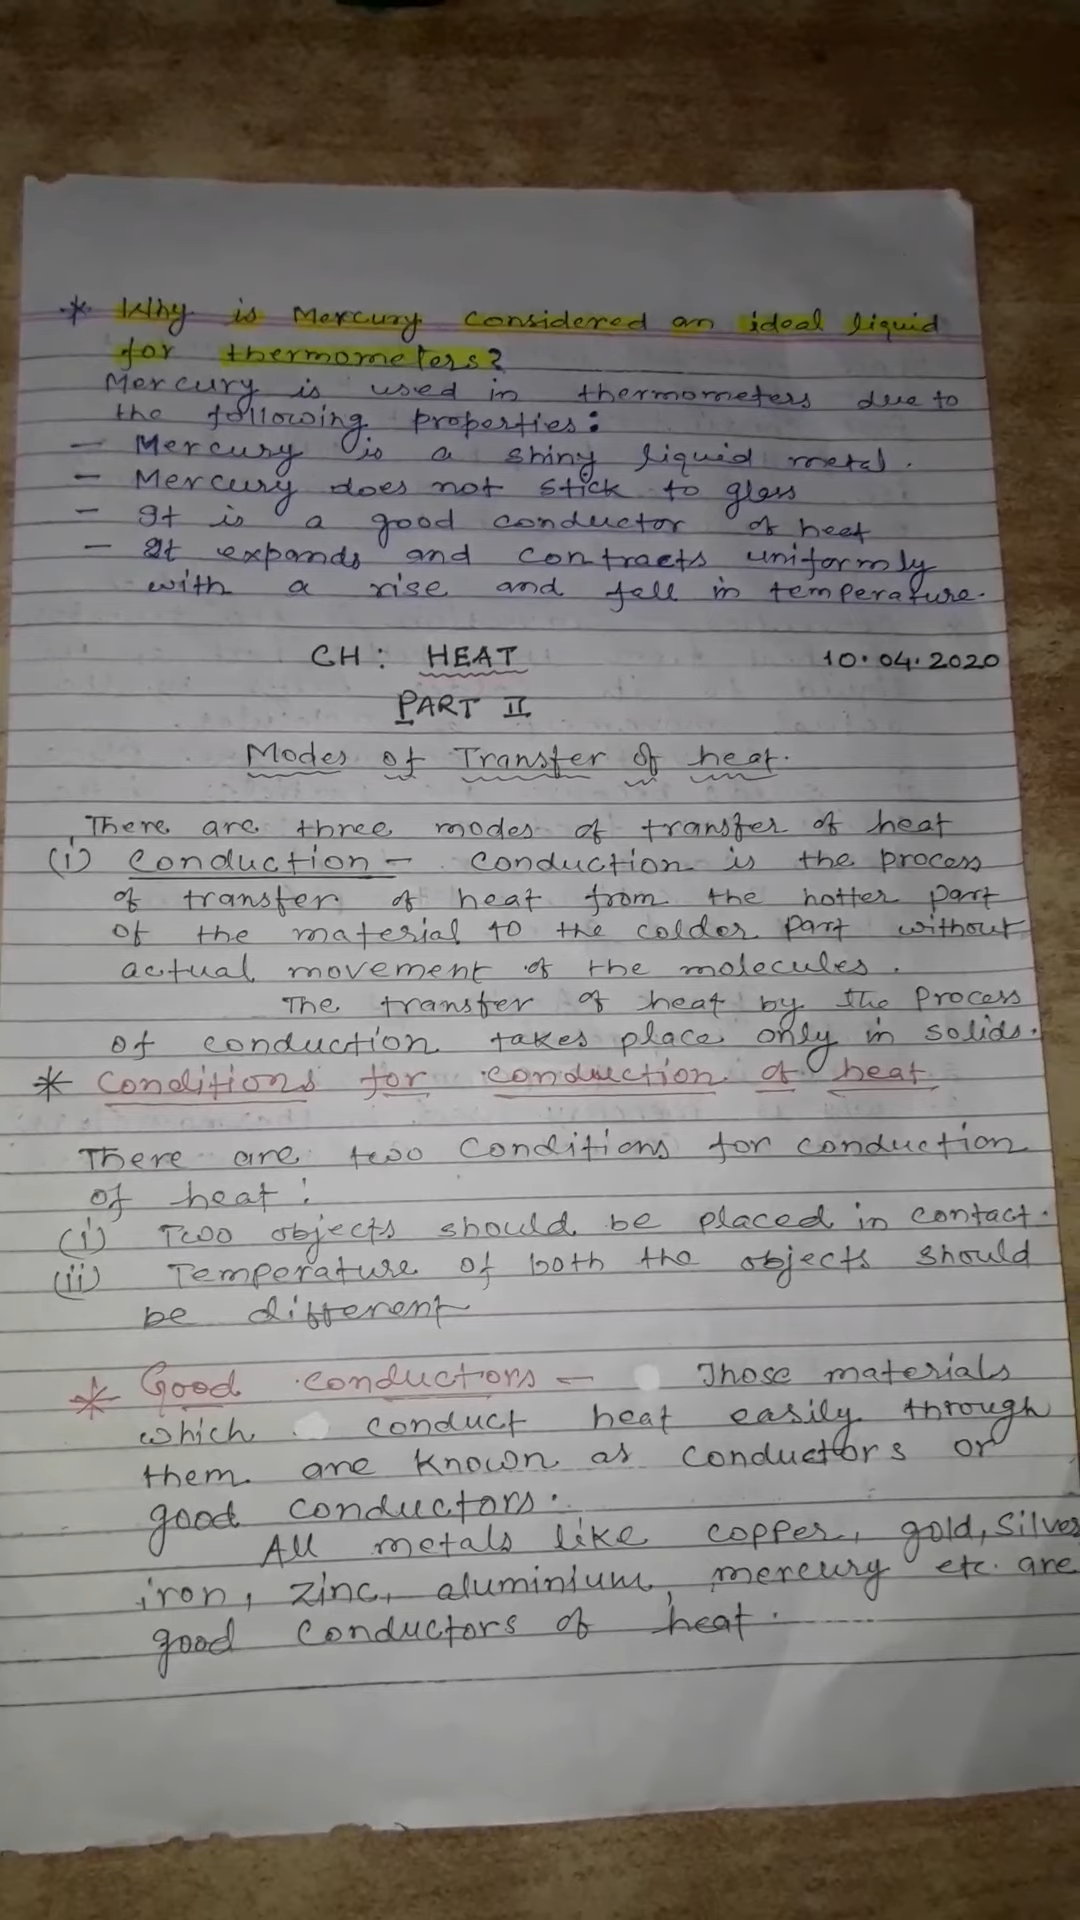 * Why is Mercury considered an ideal liquid
for thermometers?
Mercury is used in thermometers due to
the following properties:
- Mercury is a shiny liquid metal.
- Mercury does not stick to glass
- It is a good conductor of heat
- It expands and contracts uniformly
with a rise and fall in temperature.
CH: HEAT 10.04.2020
PART II
Modes of Transfer of heat.
There are three modes of transfer of heat
(i) Conduction - Conduction is the process
of transfer of heat from the hotter part
of the material to the colder part without
actual movement of the molecules.
The transfer of heat by the process
of conduction takes place only in solids.
* Conditions for conduction of heat
There are two conditions for conduction
of heat:
(i) Two objects should be placed in contact.
(ii) Temperature of both the objects should
be different
* Good conductors - Those materials
which conduct heat easily through
them are known as conductors or
good conductors.
All metals like copper, gold, silver
iron, zinc, aluminium, mercury etc. are
good conductors of heat.